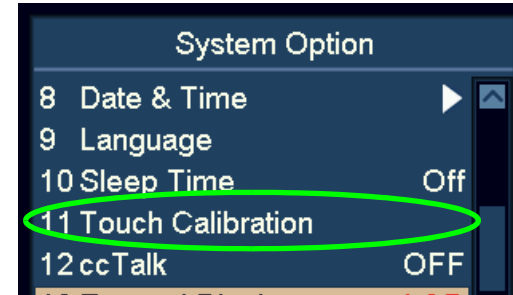 System Option
8 Date & Time
9 Language
10 Sleep Time Off
11 Touch Calibration
12 ccTalk OFF